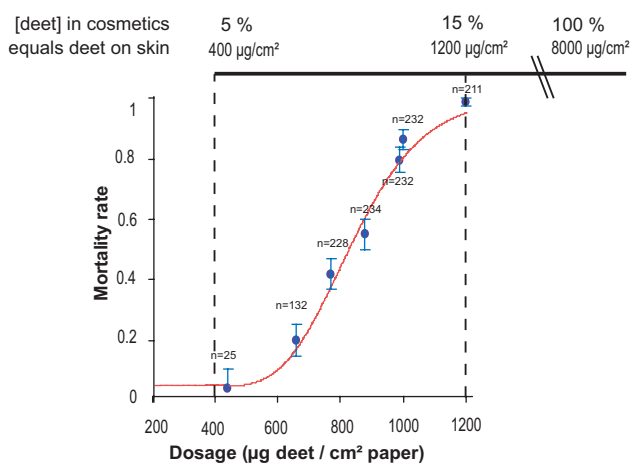 [deet] in cosmetics 5 % 15 % 100 %
equals deet on skin 400 µg/cm² 1200 µg/cm² 8000 µg/cm²
n=211
1
n=232
0.8
n=232
0.6
n=234
n=228
0.4
n=132
0.2
n=25
0
Mortality rate
200 400 600 800 1000 1200
Dosage (µg deet / cm² paper)